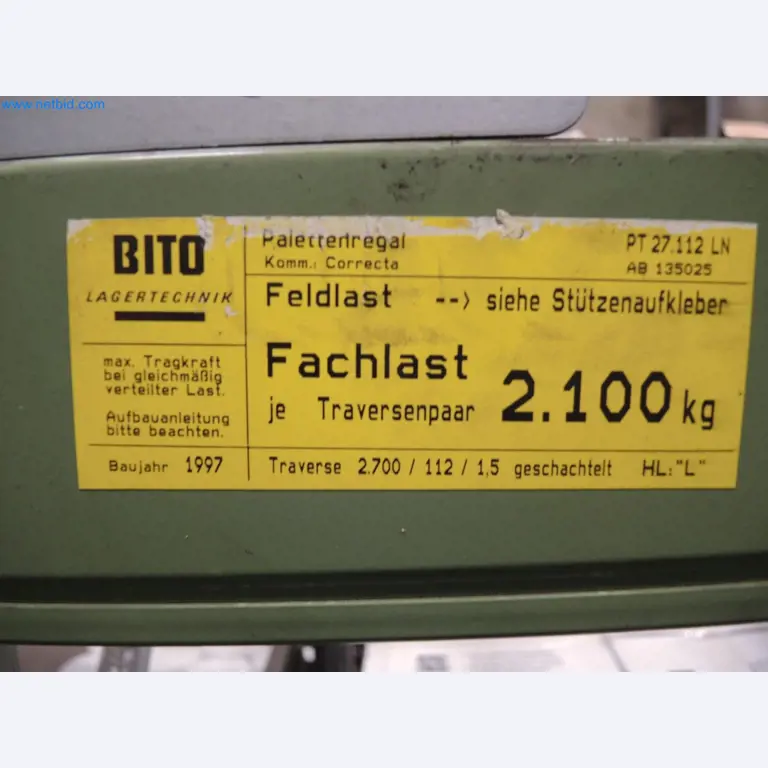 www.netbid.com
BITO
LAGERTECHNIK
max. Tragkraft
bei gleichmäßig
verteilter Last.
Aufbauanleitung
bitte beachten.
Baujahr 1997
Palettenregal PT 27.112 LN
Komm.: Correcta AB 135025
Feldlast --> siehe Stützenaufkleber
Fachlast
je Traversenpaar 2.100 kg
Traverse 2.700 / 112 / 1,5 geschachtelt HL: "L"